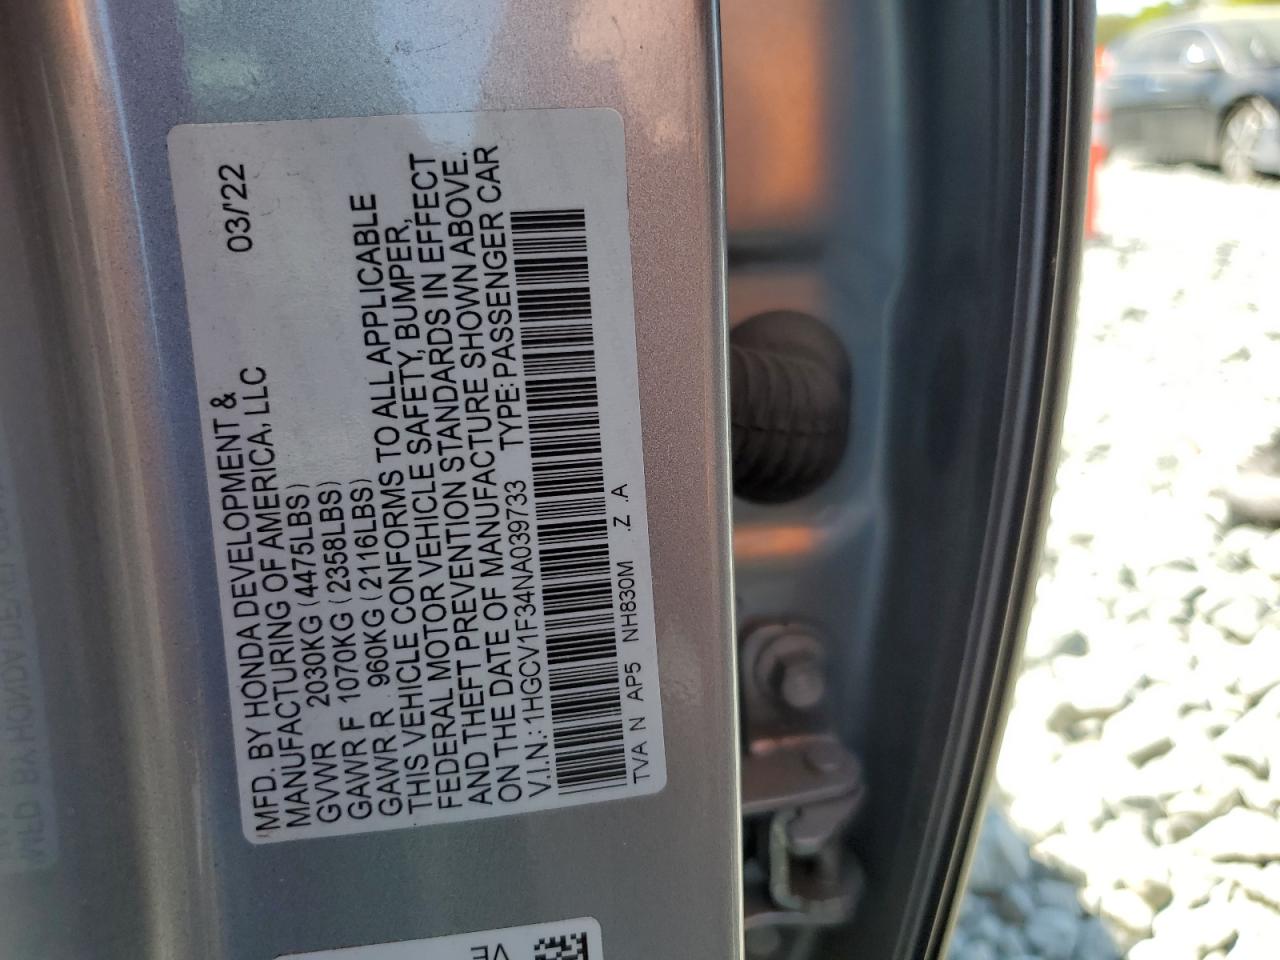 MFD. BY HONDA DEVELOPMENT &
MANUFACTURING OF AMERICA, LLC 03/'22
GVWR 2030KG (4475LBS)
GAWR F 1070KG (2358LBS)
GAWR R 960KG (2116LBS)
THIS VEHICLE CONFORMS TO ALL APPLICABLE
FEDERAL MOTOR VEHICLE SAFETY, BUMPER,
AND THEFT PREVENTION STANDARDS IN EFFECT
ON THE DATE OF MANUFACTURE SHOWN ABOVE.
V.I.N.: 1HGCV1F34NA039733 TYPE: PASSENGER CAR
TVA N AP5 NH830M .Z .A